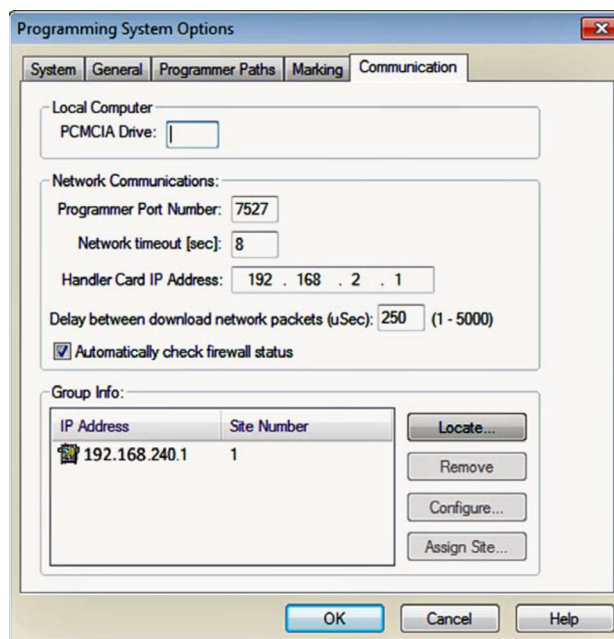 Programming System Options
System General Programmer Paths Marking Communication
Local Computer
PCMCIA Drive:
Network Communications:
Programmer Port Number: 7527
Network timeout [sec]: 8
Handler Card IP Address: 192 . 168 . 2 . 1
Delay between download network packets (uSec): 250 (1 - 5000)
Automatically check firewall status
Group Info:
IP Address Site Number
192.168.240.1 1
Locate...
Remove
Configure...
Assign Site...
OK Cancel Help